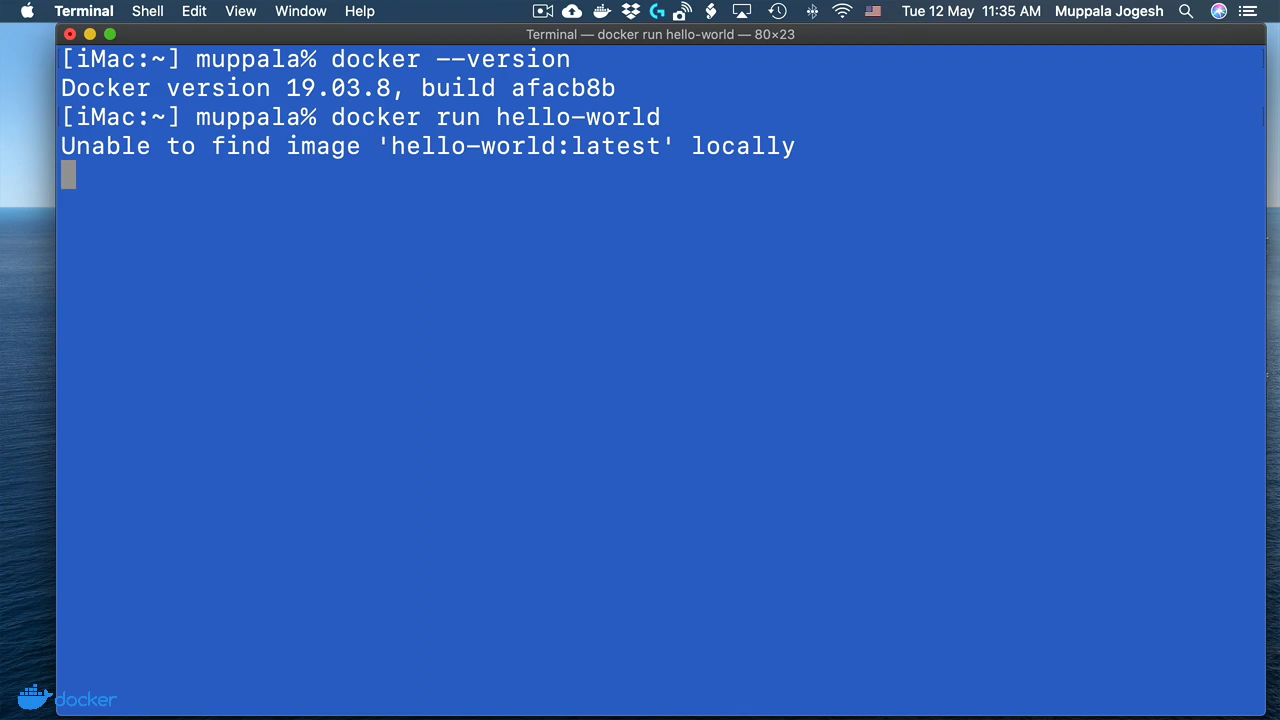 Terminal Shell Edit View Window Help Tue 12 May 11:35 AM Muppala Jogesh
Terminal — docker run hello-world — 80×23
[iMac:~] muppala% docker --version
Docker version 19.03.8, build afacb8b
[iMac:~] muppala% docker run hello-world
Unable to find image 'hello-world:latest' locally
docker